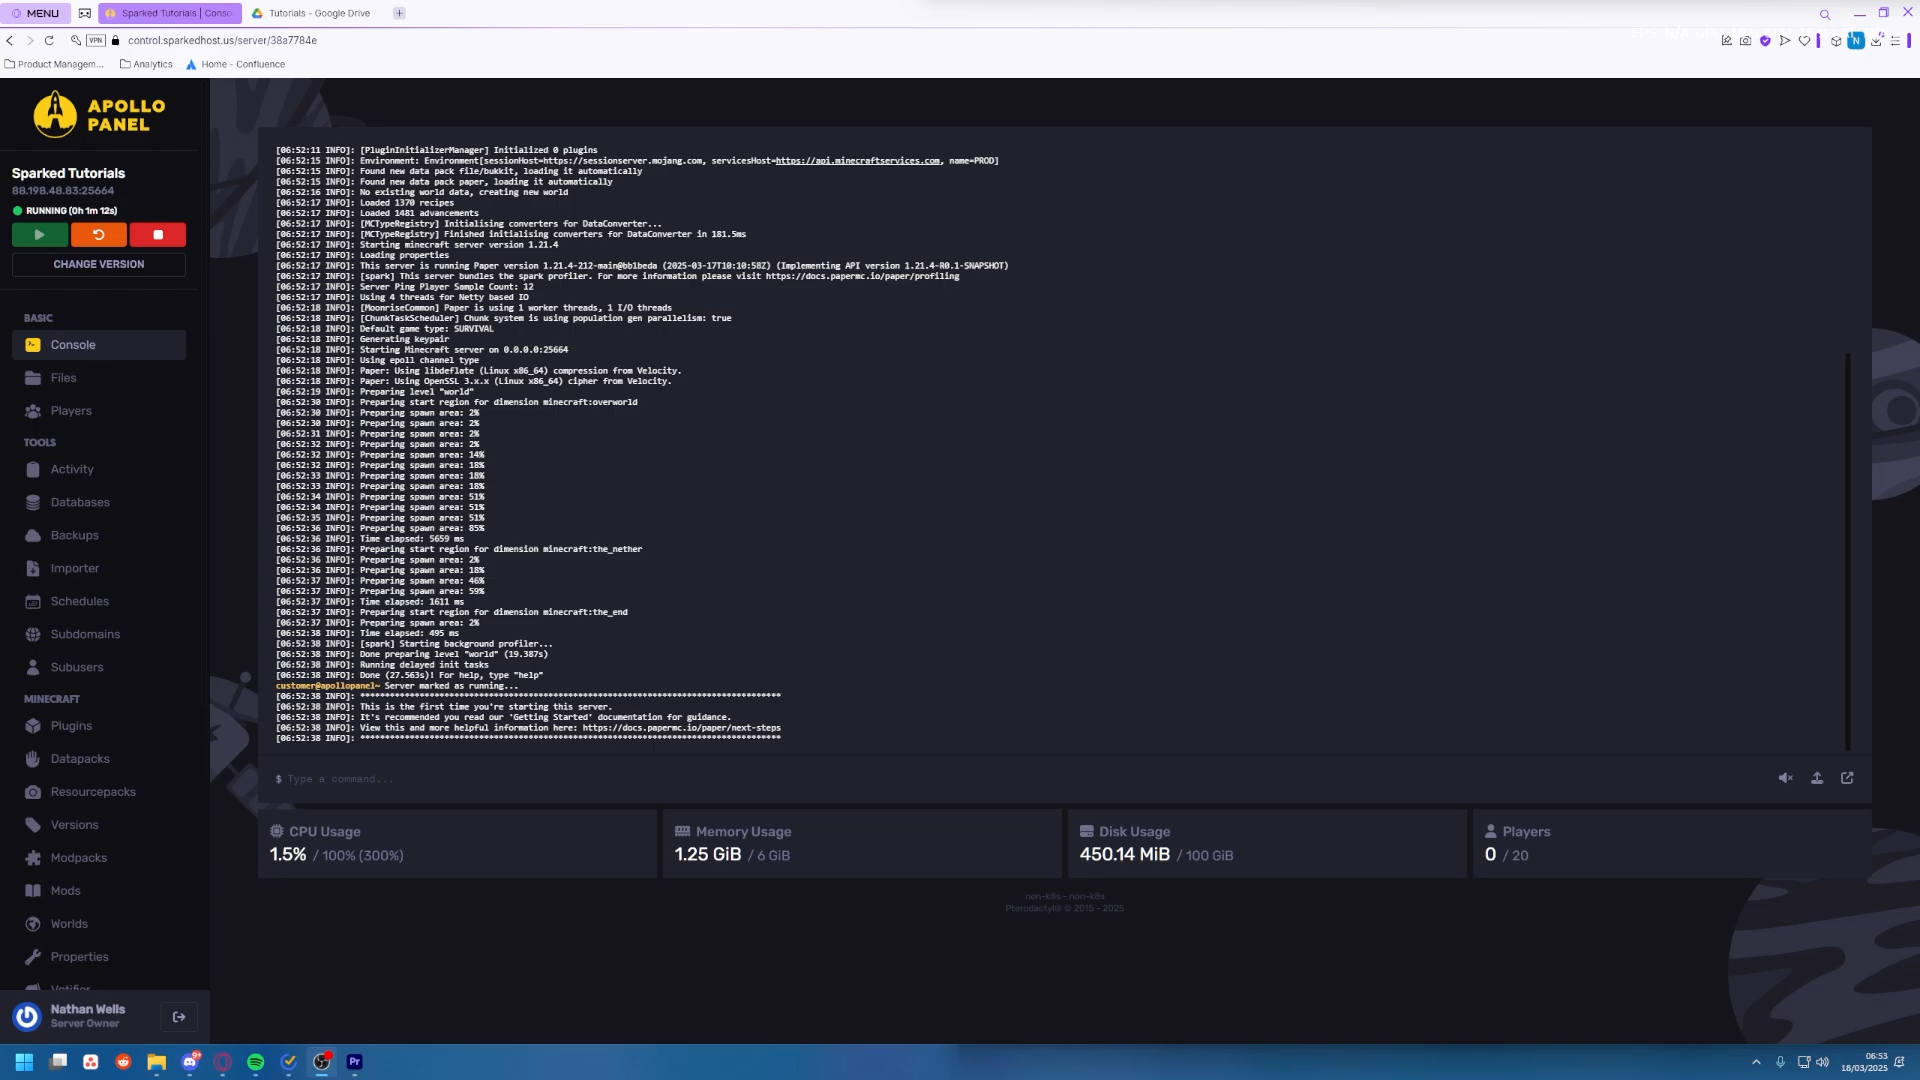 MENU
Sparked Tutorials | Conso
Tutorials - Google Drive
VPN
control.sparkedhost.us/server/38a7784e
N
Product Managem...
Analytics
Home - Confluence
APOLLO
PANEL
Sparked Tutorials
88.198.48.83:25664
RUNNING (0h 1m 12s)
CHANGE VERSION
BASIC
Console
Files
Players
TOOLS
Activity
Databases
Backups
Importer
Schedules
Subdomains
Subusers
MINECRAFT
Plugins
Datapacks
Resourcepacks
Versions
Modpacks
Mods
Worlds
Properties
Votifier
Nathan Wells
Server Owner
[06:52:11 INFO]: [PluginInitializerManager] Initialized 0 plugins
[06:52:15 INFO]: Environment: Environment[sessionHost=https://sessionserver.mojang.com, servicesHost=https://api.minecraftservices.com, name=PROD]
[06:52:15 INFO]: Found new data pack file/bukkit, loading it automatically
[06:52:15 INFO]: Found new data pack paper, loading it automatically
[06:52:16 INFO]: No existing world data, creating new world
[06:52:17 INFO]: Loaded 1370 recipes
[06:52:17 INFO]: Loaded 1481 advancements
[06:52:17 INFO]: [MCTypeRegistry] Initialising converters for DataConverter...
[06:52:17 INFO]: [MCTypeRegistry] Finished initialising converters for DataConverter in 181.5ms
[06:52:17 INFO]: Starting minecraft server version 1.21.4
[06:52:17 INFO]: Loading properties
[06:52:17 INFO]: This server is running Paper version 1.21.4-212-main@bb1beda (2025-03-17T10:10:58Z) (Implementing API version 1.21.4-R0.1-SNAPSHOT)
[06:52:17 INFO]: [spark] This server bundles the spark profiler. For more information please visit https://docs.papermc.io/paper/profiling
[06:52:17 INFO]: Server Ping Player Sample Count: 12
[06:52:17 INFO]: Using 4 threads for Netty based IO
[06:52:18 INFO]: [MoonriseCommon] Paper is using 1 worker threads, 1 I/O threads
[06:52:18 INFO]: [ChunkTaskScheduler] Chunk system is using population gen parallelism: true
[06:52:18 INFO]: Default game type: SURVIVAL
[06:52:18 INFO]: Generating keypair
[06:52:18 INFO]: Starting Minecraft server on 0.0.0.0:25664
[06:52:18 INFO]: Using epoll channel type
[06:52:18 INFO]: Paper: Using libdeflate (Linux x86_64) compression from Velocity.
[06:52:18 INFO]: Paper: Using OpenSSL 3.x.x (Linux x86_64) cipher from Velocity.
[06:52:19 INFO]: Preparing level "world"
[06:52:30 INFO]: Preparing start region for dimension minecraft:overworld
[06:52:30 INFO]: Preparing spawn area: 2%
[06:52:30 INFO]: Preparing spawn area: 2%
[06:52:31 INFO]: Preparing spawn area: 2%
[06:52:32 INFO]: Preparing spawn area: 2%
[06:52:32 INFO]: Preparing spawn area: 14%
[06:52:32 INFO]: Preparing spawn area: 18%
[06:52:33 INFO]: Preparing spawn area: 18%
[06:52:33 INFO]: Preparing spawn area: 18%
[06:52:34 INFO]: Preparing spawn area: 51%
[06:52:34 INFO]: Preparing spawn area: 51%
[06:52:35 INFO]: Preparing spawn area: 51%
[06:52:36 INFO]: Preparing spawn area: 85%
[06:52:36 INFO]: Time elapsed: 5659 ms
[06:52:36 INFO]: Preparing start region for dimension minecraft:the_nether
[06:52:36 INFO]: Preparing spawn area: 2%
[06:52:36 INFO]: Preparing spawn area: 18%
[06:52:37 INFO]: Preparing spawn area: 46%
[06:52:37 INFO]: Preparing spawn area: 59%
[06:52:37 INFO]: Time elapsed: 1611 ms
[06:52:37 INFO]: Preparing start region for dimension minecraft:the_end
[06:52:37 INFO]: Preparing spawn area: 2%
[06:52:38 INFO]: Time elapsed: 495 ms
[06:52:38 INFO]: [spark] Starting background profiler...
[06:52:38 INFO]: Done preparing level "world" (19.387s)
[06:52:38 INFO]: Running delayed init tasks
[06:52:38 INFO]: Done (27.563s)! For help, type "help"
customer@apollopanel~ Server marked as running...
[06:52:38 INFO]: *************************************************************************************
[06:52:38 INFO]: This is the first time you're starting this server.
[06:52:38 INFO]: It's recommended you read our 'Getting Started' documentation for guidance.
[06:52:38 INFO]: View this and more helpful information here: https://docs.papermc.io/paper/next-steps
[06:52:38 INFO]: *************************************************************************************
$ Type a command...
CPU Usage
1.5% / 100% (300%)
Memory Usage
1.25 GiB / 6 GiB
Disk Usage
450.14 MiB / 100 GiB
Players
0 / 20
non-k8s - non-k8s
Pterodactyl® © 2015 - 2025
9+
Pr
06:53
18/03/2025